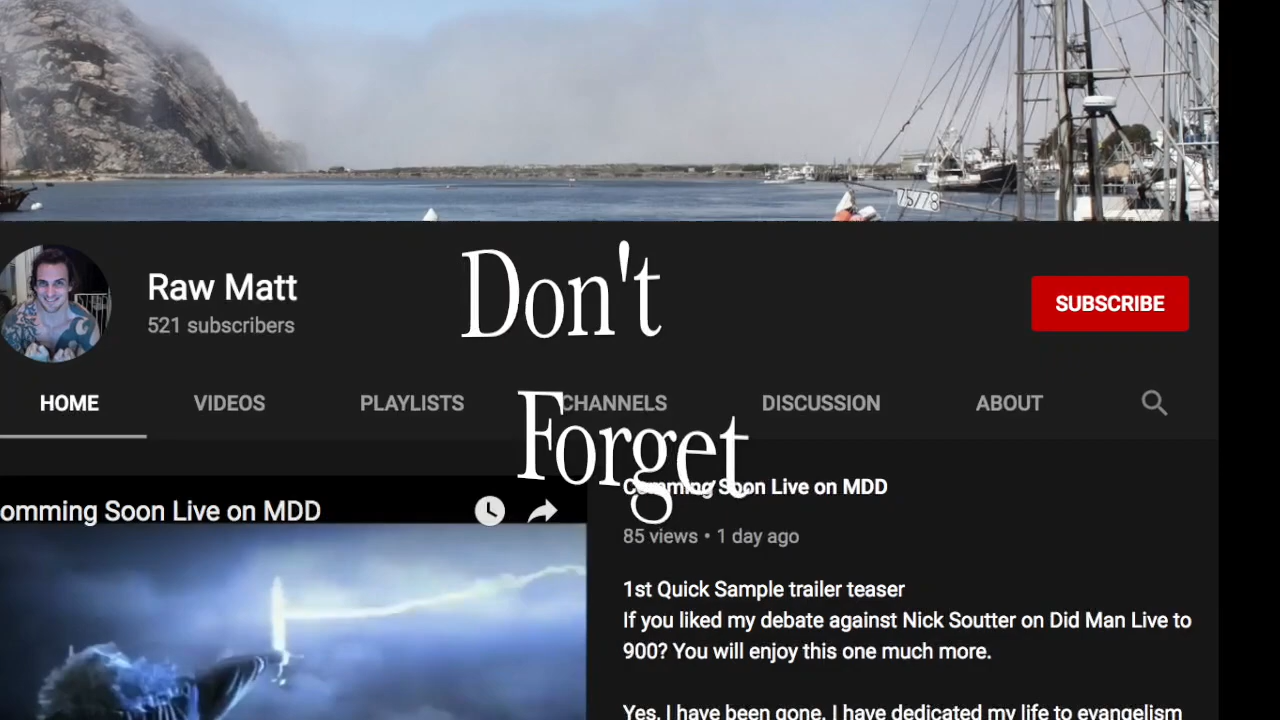 75/78
Raw Matt
521 subscribers
Don't
Forget
SUBSCRIBE
HOME VIDEOS PLAYLISTS CHANNELS DISCUSSION ABOUT
omming Soon Live on MDD
Comming Soon Live on MDD
85 views • 1 day ago
1st Quick Sample trailer teaser
If you liked my debate against Nick Soutter on Did Man Live to
900? You will enjoy this one much more.
Yes, I have been gone. I have dedicated my life to evangelism